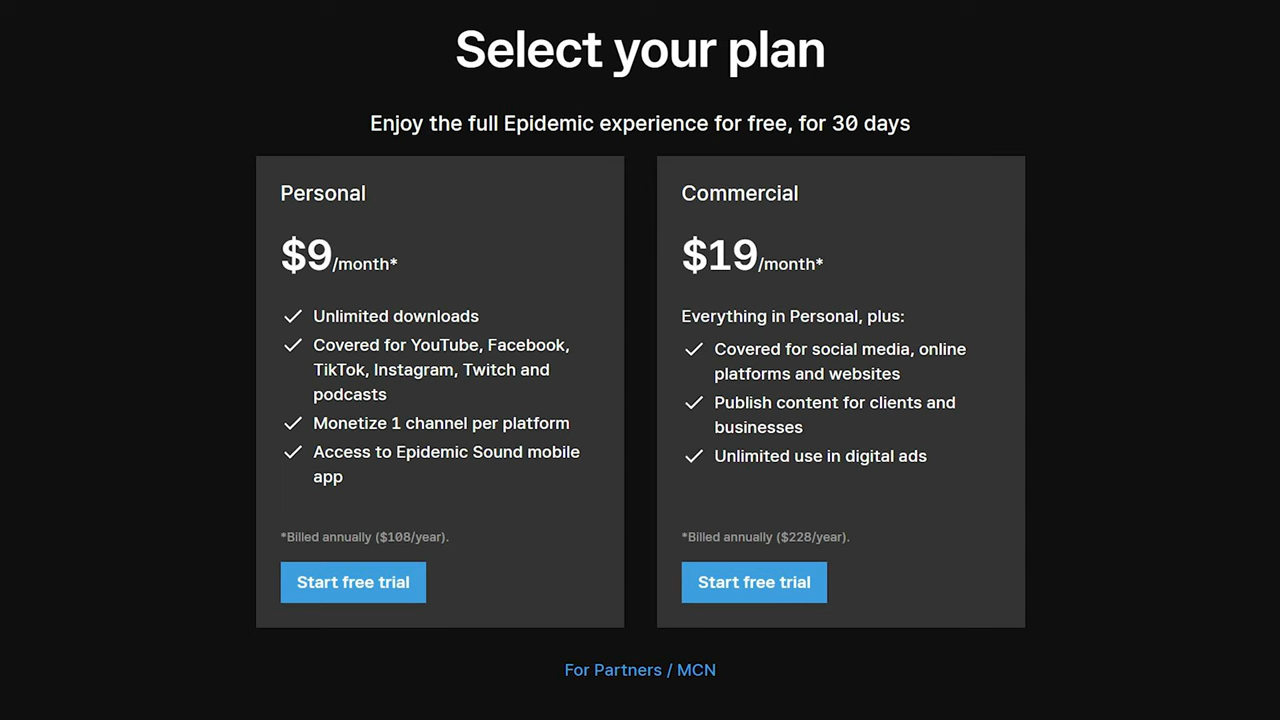 Select your plan
Enjoy the full Epidemic experience for free, for 30 days
Personal
$9/month*
Unlimited downloads
Covered for YouTube, Facebook,
TikTok, Instagram, Twitch and
podcasts
Monetize 1 channel per platform
Access to Epidemic Sound mobile
app
*Billed annually ($108/year).
Start free trial
Commercial
$19/month*
Everything in Personal, plus:
Covered for social media, online
platforms and websites
Publish content for clients and
businesses
Unlimited use in digital ads
*Billed annually ($228/year).
Start free trial
For Partners / MCN